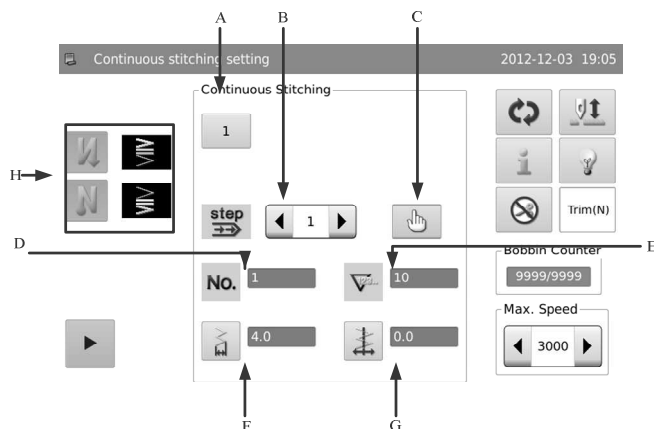 A B C
Continuous stitching setting 2012-12-03 19:05
Continuous Stitching
1
H
step 1
Trim(N)
D E
Bobbin Counter
No. 1 10
9999/9999
Max. Speed
4.0 0.0 3000
F G